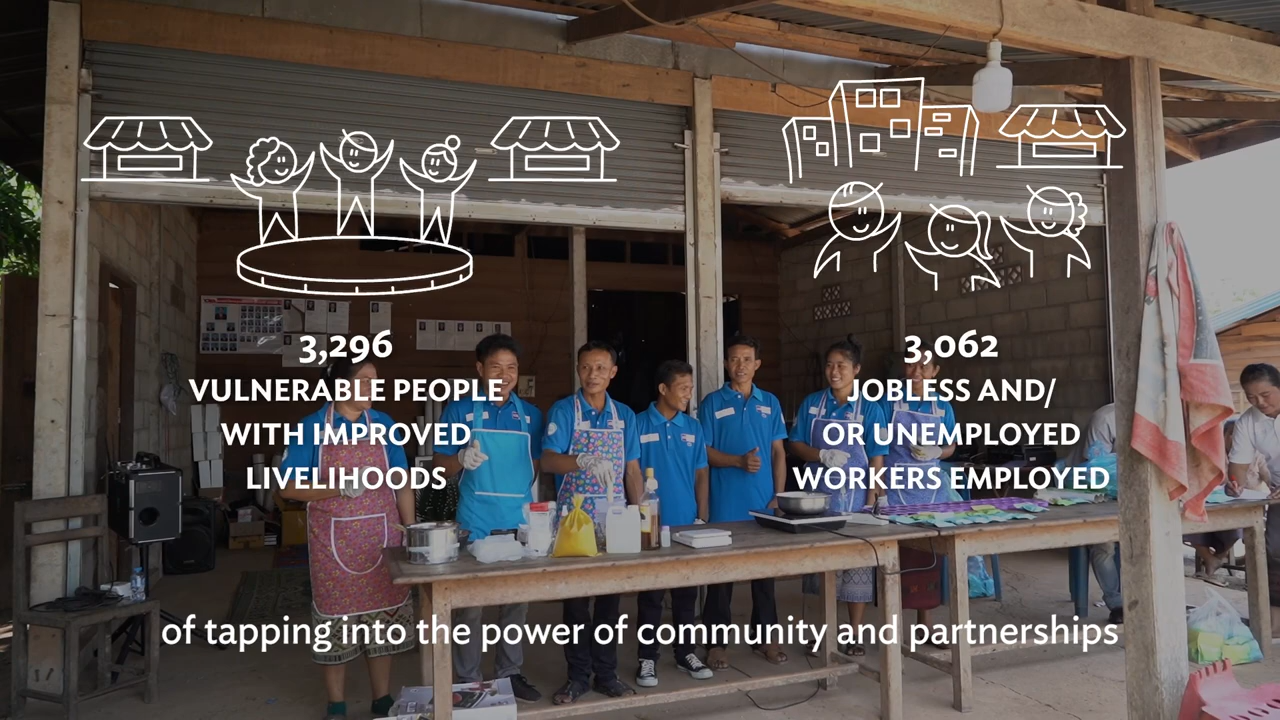 3,296
VULNERABLE PEOPLE
WITH IMPROVED
LIVELIHOODS
3,062
JOBLESS AND/
OR UNEMPLOYED
WORKERS EMPLOYED
of tapping into the power of community and partnerships